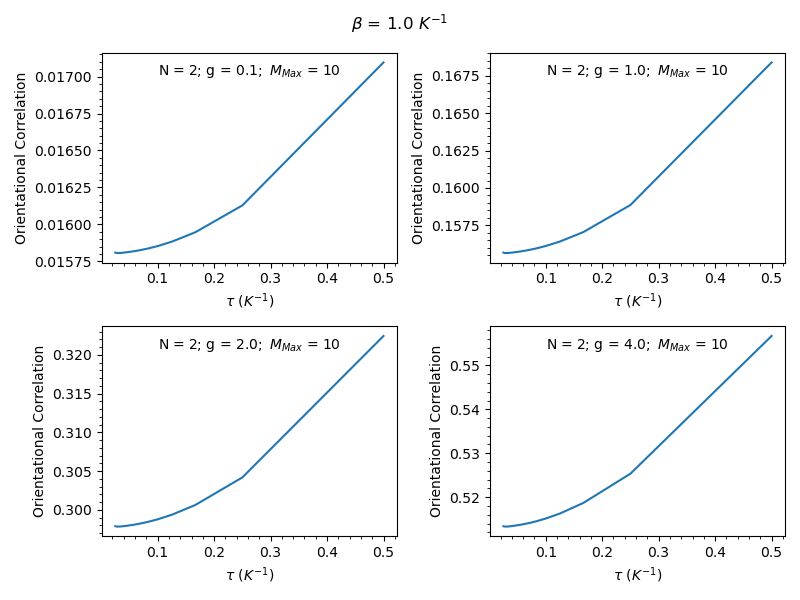 β = 1.0 K⁻¹
N = 2; g = 0.1; M_Max = 10
Orientational Correlation
0.01700
0.01675
0.01650
0.01625
0.01600
0.01575
0.1 0.2 0.3 0.4 0.5
τ (K⁻¹)
N = 2; g = 1.0; M_Max = 10
Orientational Correlation
0.1675
0.1650
0.1625
0.1600
0.1575
0.1 0.2 0.3 0.4 0.5
τ (K⁻¹)
N = 2; g = 2.0; M_Max = 10
Orientational Correlation
0.320
0.315
0.310
0.305
0.300
0.1 0.2 0.3 0.4 0.5
τ (K⁻¹)
N = 2; g = 4.0; M_Max = 10
Orientational Correlation
0.55
0.54
0.53
0.52
0.1 0.2 0.3 0.4 0.5
τ (K⁻¹)